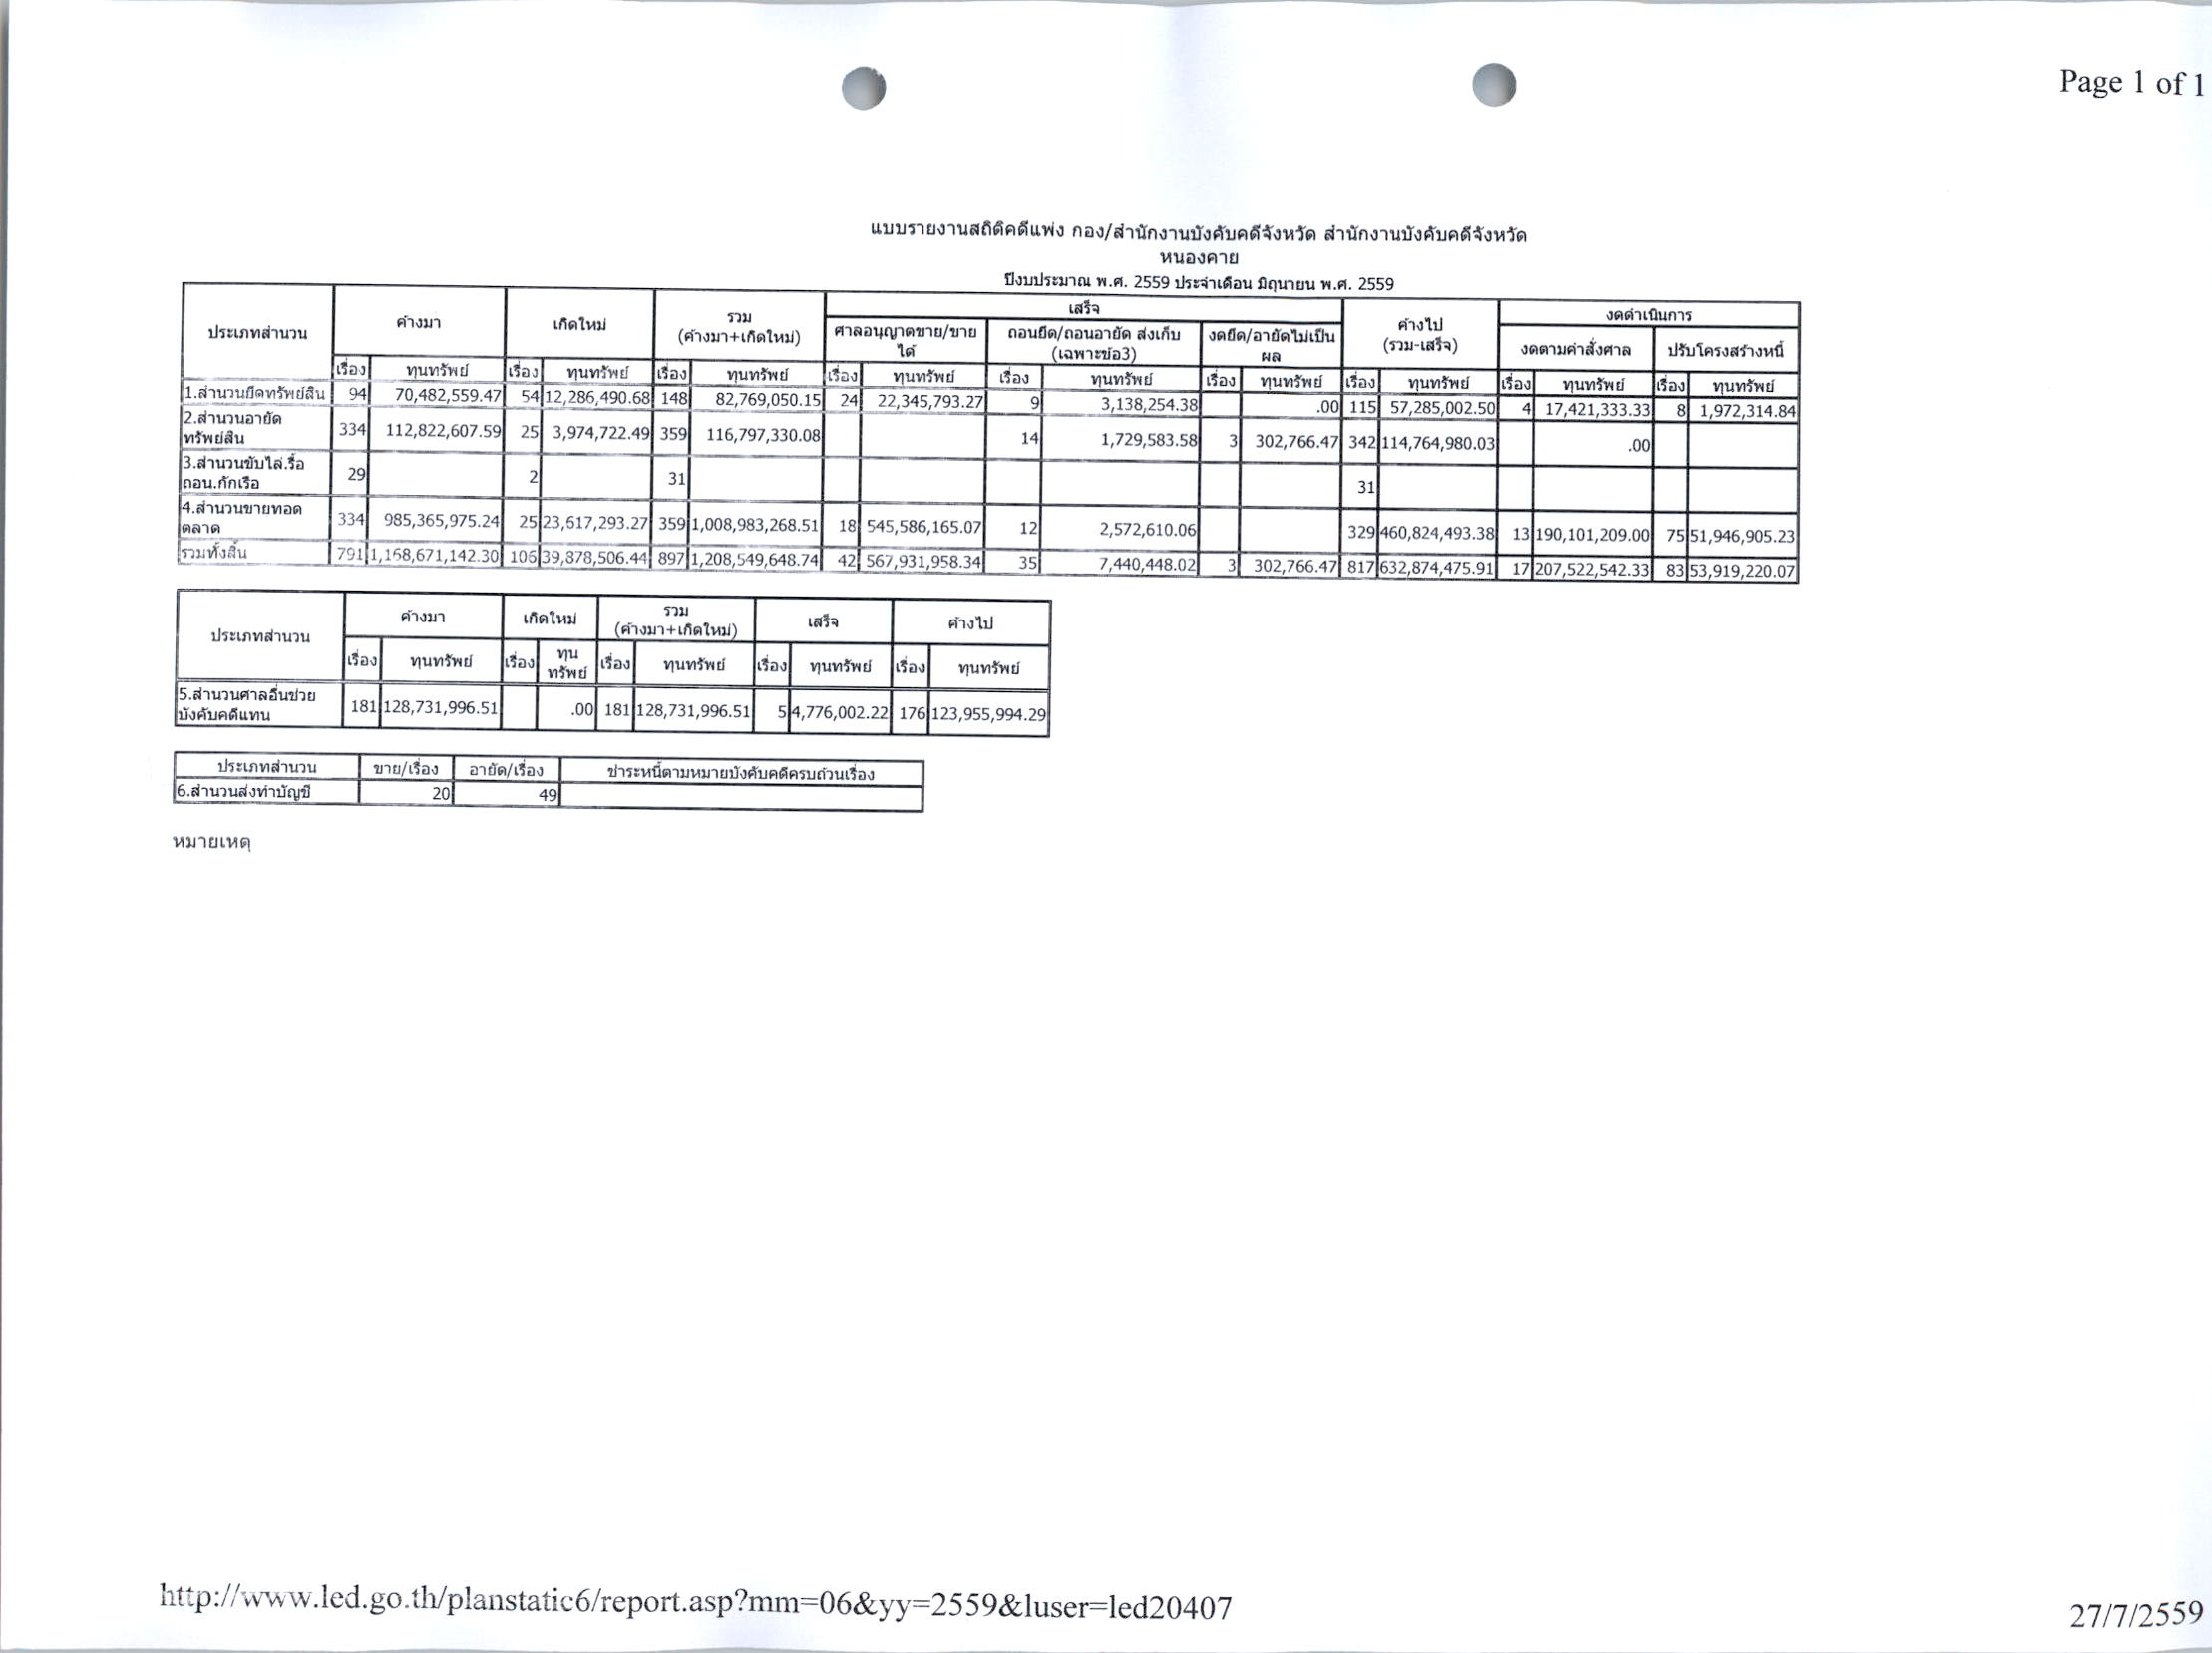 Page 1 of 1
แบบรายงานสถิติคดีแพ่ง กอง/สำนักงานบังคับคดีจังหวัด สำนักงานบังคับคดีจังหวัด
หนองคาย
ปีงบประมาณ พ.ศ. 2559 ประจำเดือน มิถุนายน พ.ศ. 2559
ประเภทสำนวน ค้างมา เกิดใหม่ รวม (ค้างมา+เกิดใหม่) เสร็จ ค้างไป (รวม-เสร็จ) งดดำเนินการ
ศาลอนุญาตขาย/ขายได้ ถอนยึด/ถอนอายัด ส่งเก็บ (เฉพาะข้อ3) งดยึด/อายัดไม่เป็นผล งดตามคำสั่งศาล ปรับโครงสร้างหนี้
เรื่อง ทุนทรัพย์ เรื่อง ทุนทรัพย์ เรื่อง ทุนทรัพย์ เรื่อง ทุนทรัพย์ เรื่อง ทุนทรัพย์ เรื่อง ทุนทรัพย์ เรื่อง ทุนทรัพย์ เรื่อง ทุนทรัพย์ เรื่อง ทุนทรัพย์
1.สำนวนยึดทรัพย์สิน 94 70,482,559.47 54 12,286,490.68 148 82,769,050.15 24 22,345,793.27 9 3,138,254.38 .00 115 57,285,002.50 4 17,421,333.33 8 1,972,314.84
2.สำนวนอายัด
ทรัพย์สิน 334 112,822,607.59 25 3,974,722.49 359 116,797,330.08 14 1,729,583.58 3 302,766.47 342 114,764,980.03 .00
3.สำนวนขับไล่.รื้อ
ถอน.กักเรือ 29 2 31 31
4.สำนวนขายทอด
ตลาด 334 985,365,975.24 25 23,617,293.27 359 1,008,983,268.51 18 545,586,165.07 12 2,572,610.06 329 460,824,493.38 13 190,101,209.00 75 51,946,905.23
รวมทั้งสิ้น 791 1,168,671,142.30 106 39,878,506.44 897 1,208,549,648.74 42 567,931,958.34 35 7,440,448.02 3 302,766.47 817 632,874,475.91 17 207,522,542.33 83 53,919,220.07
ประเภทสำนวน ค้างมา เกิดใหม่ รวม (ค้างมา+เกิดใหม่) เสร็จ ค้างไป
เรื่อง ทุนทรัพย์ เรื่อง ทุนทรัพย์ เรื่อง ทุนทรัพย์ เรื่อง ทุนทรัพย์ เรื่อง ทุนทรัพย์
5.สำนวนศาลอื่นช่วย
บังคับคดีแทน 181 128,731,996.51 .00 181 128,731,996.51 5 4,776,002.22 176 123,955,994.29
ประเภทสำนวน ขาย/เรื่อง อายัด/เรื่อง ชำระหนี้ตามหมายบังคับคดีครบถ้วนเรื่อง
6.สำนวนส่งทำบัญชี 20 49
หมายเหตุ
http://www.led.go.th/planstatic6/report.asp?mm=06&yy=2559&luser=led20407
27/7/2559